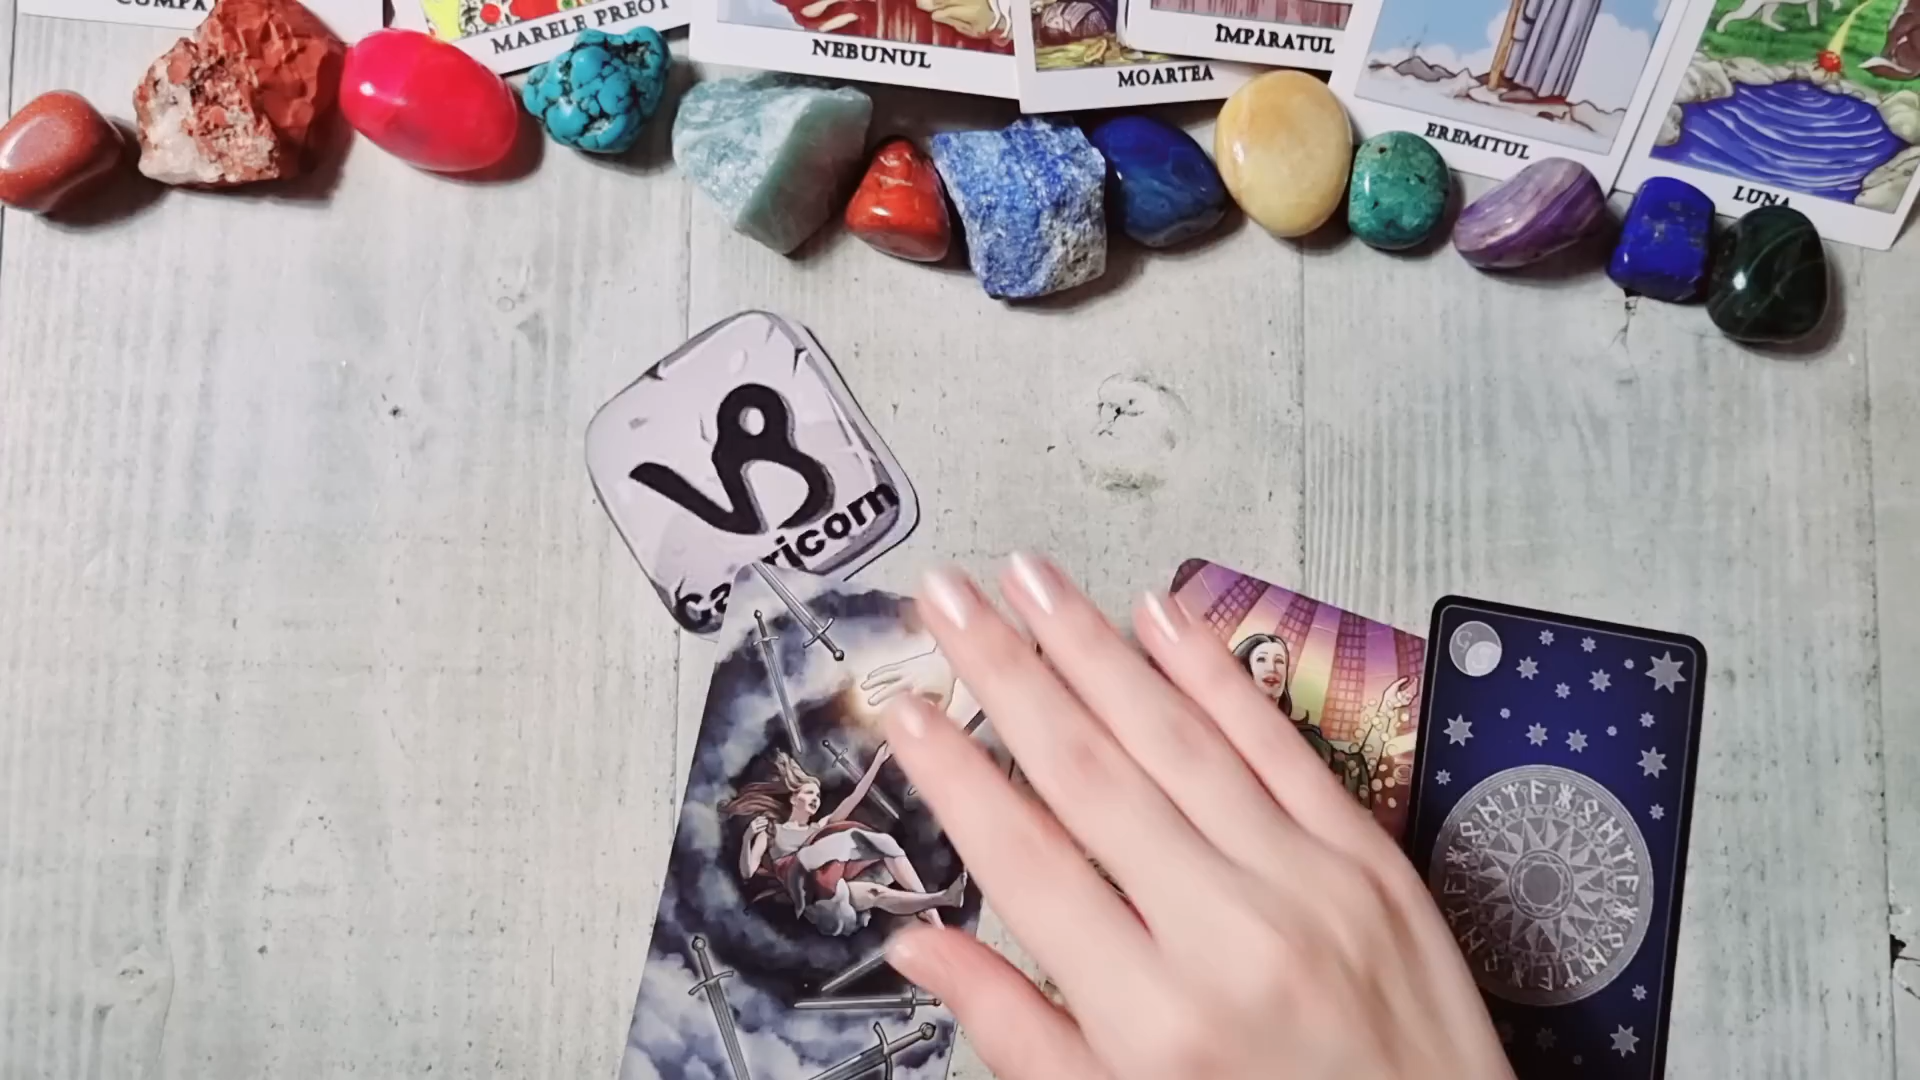 MARELE PREOT
NEBUNUL
MOARTEA
ÎMPĂRATUL
EREMITUL
LUNA
Capricorn